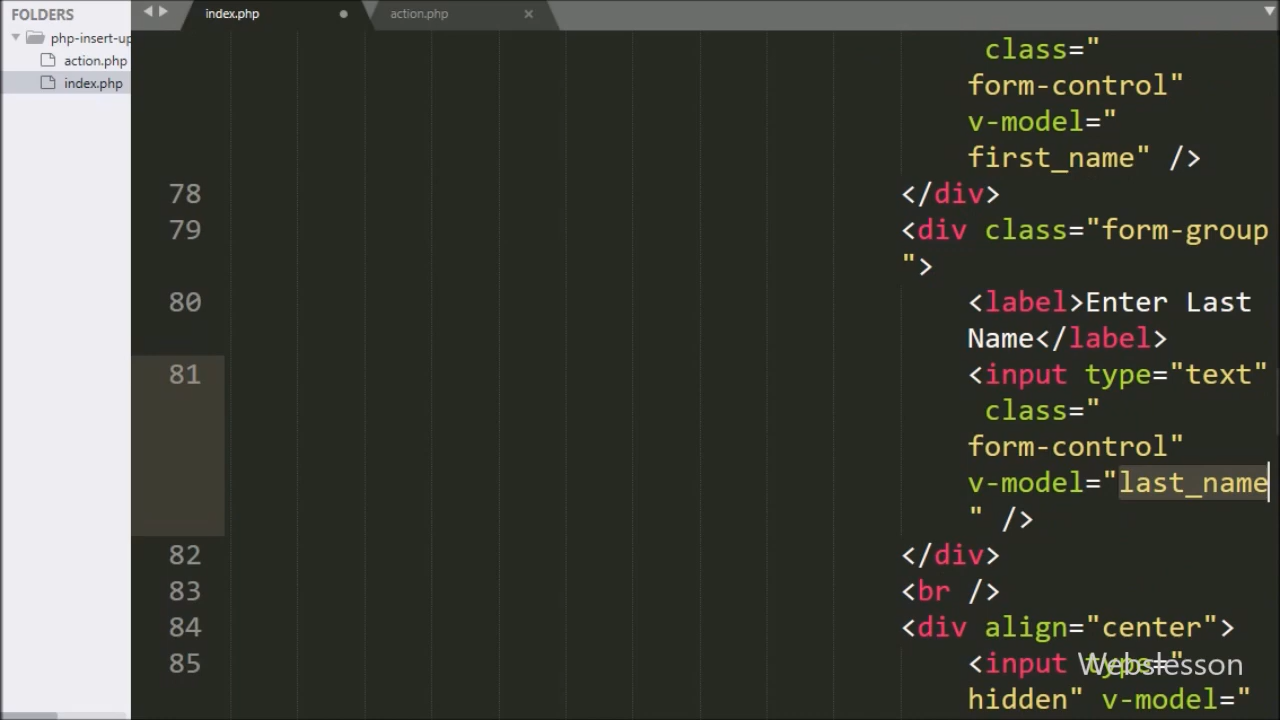 FOLDERS
php-insert-up
action.php
index.php
index.php
action.php
class="
form-control"
v-model="
first_name" />
78 </div>
79 <div class="form-group
">
80 <label>Enter Last
Name</label>
81 <input type="text"
class="
form-control"
v-model="last_name
" />
82 </div>
83 <br />
84 <div align="center">
85 <input type="
hidden" v-model="
Webslesson